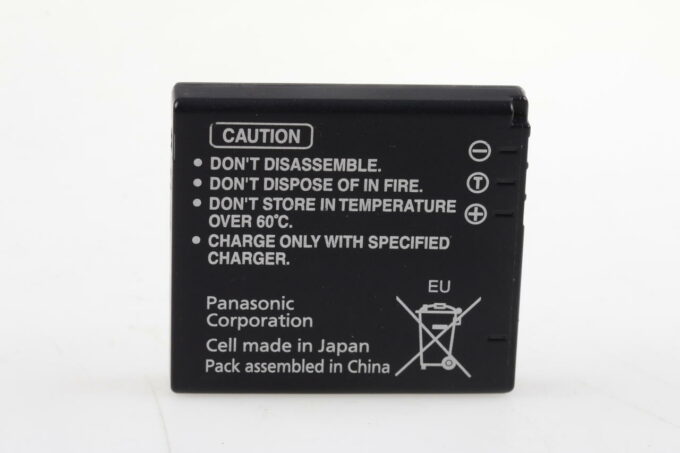 CAUTION
• DON'T DISASSEMBLE.
• DON'T DISPOSE OF IN FIRE.
• DON'T STORE IN TEMPERATURE
OVER 60℃.
• CHARGE ONLY WITH SPECIFIED
CHARGER.
−
T
+
EU
Panasonic
Corporation
Cell made in Japan
Pack assembled in China